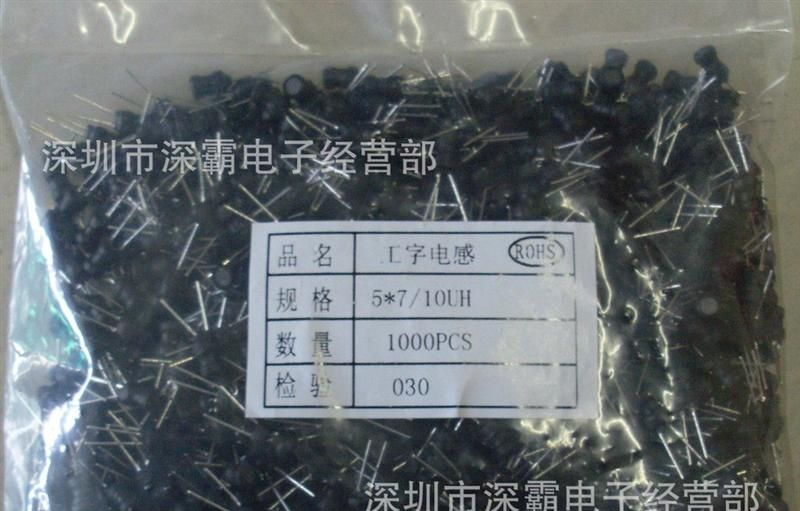 深圳市深霸电子经营部
品名 工字电感 ROHS
规格 5*7/10UH
数量 1000PCS
检验 030
深圳市深霸电子经营部